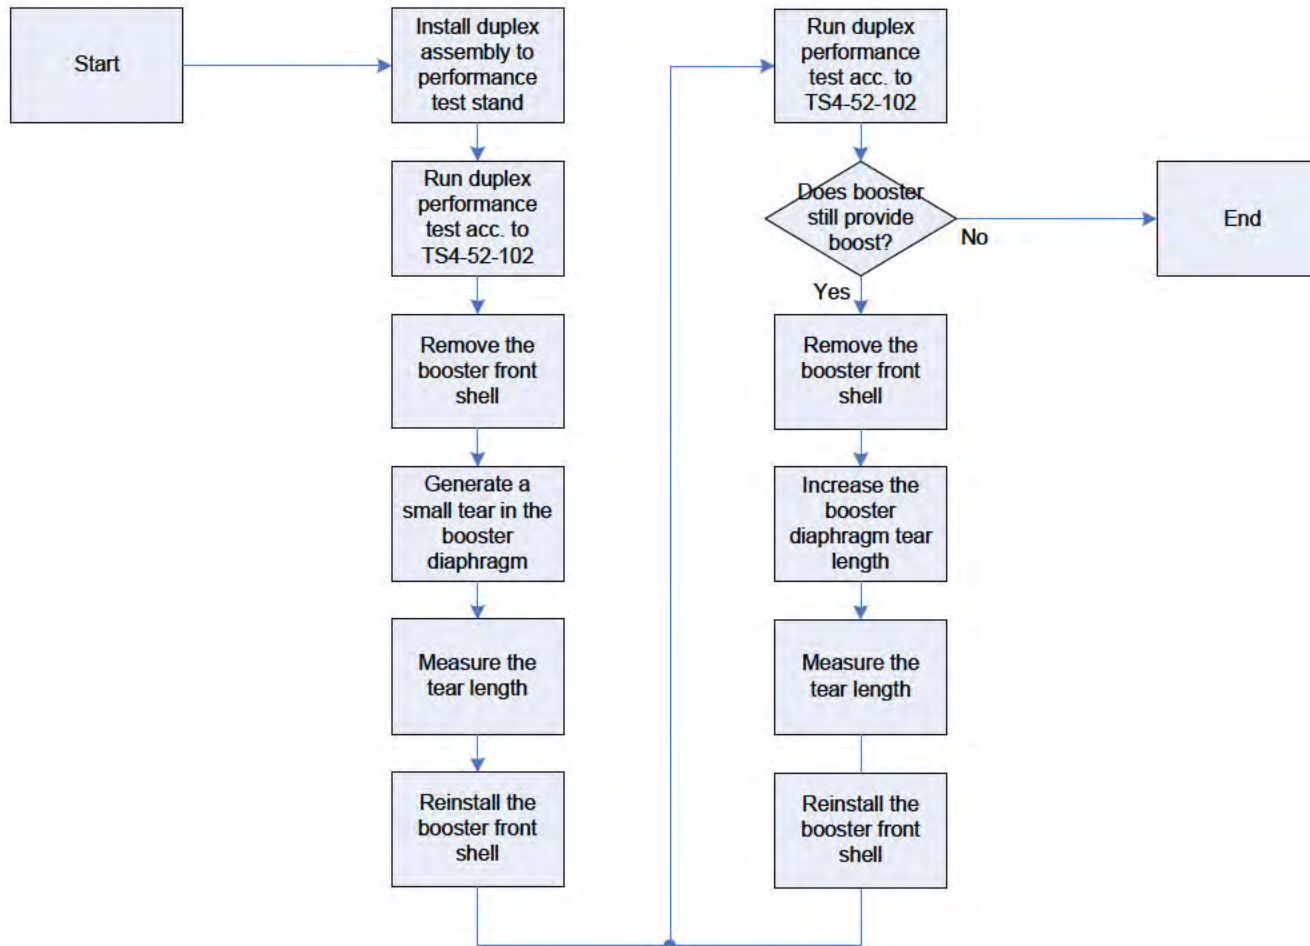 Start
Install duplex
assembly to
performance
test stand
Run duplex
performance
test acc. to
TS4-52-102
Remove the
booster front
shell
Generate a
small tear in the
booster
diaphragm
Measure the
tear length
Reinstall the
booster front
shell
Run duplex
performance
test acc. to
TS4-52-102
Does booster
still provide
boost?
No
End
Yes
Remove the
booster front
shell
Increase the
booster
diaphragm tear
length
Measure the
tear length
Reinstall the
booster front
shell